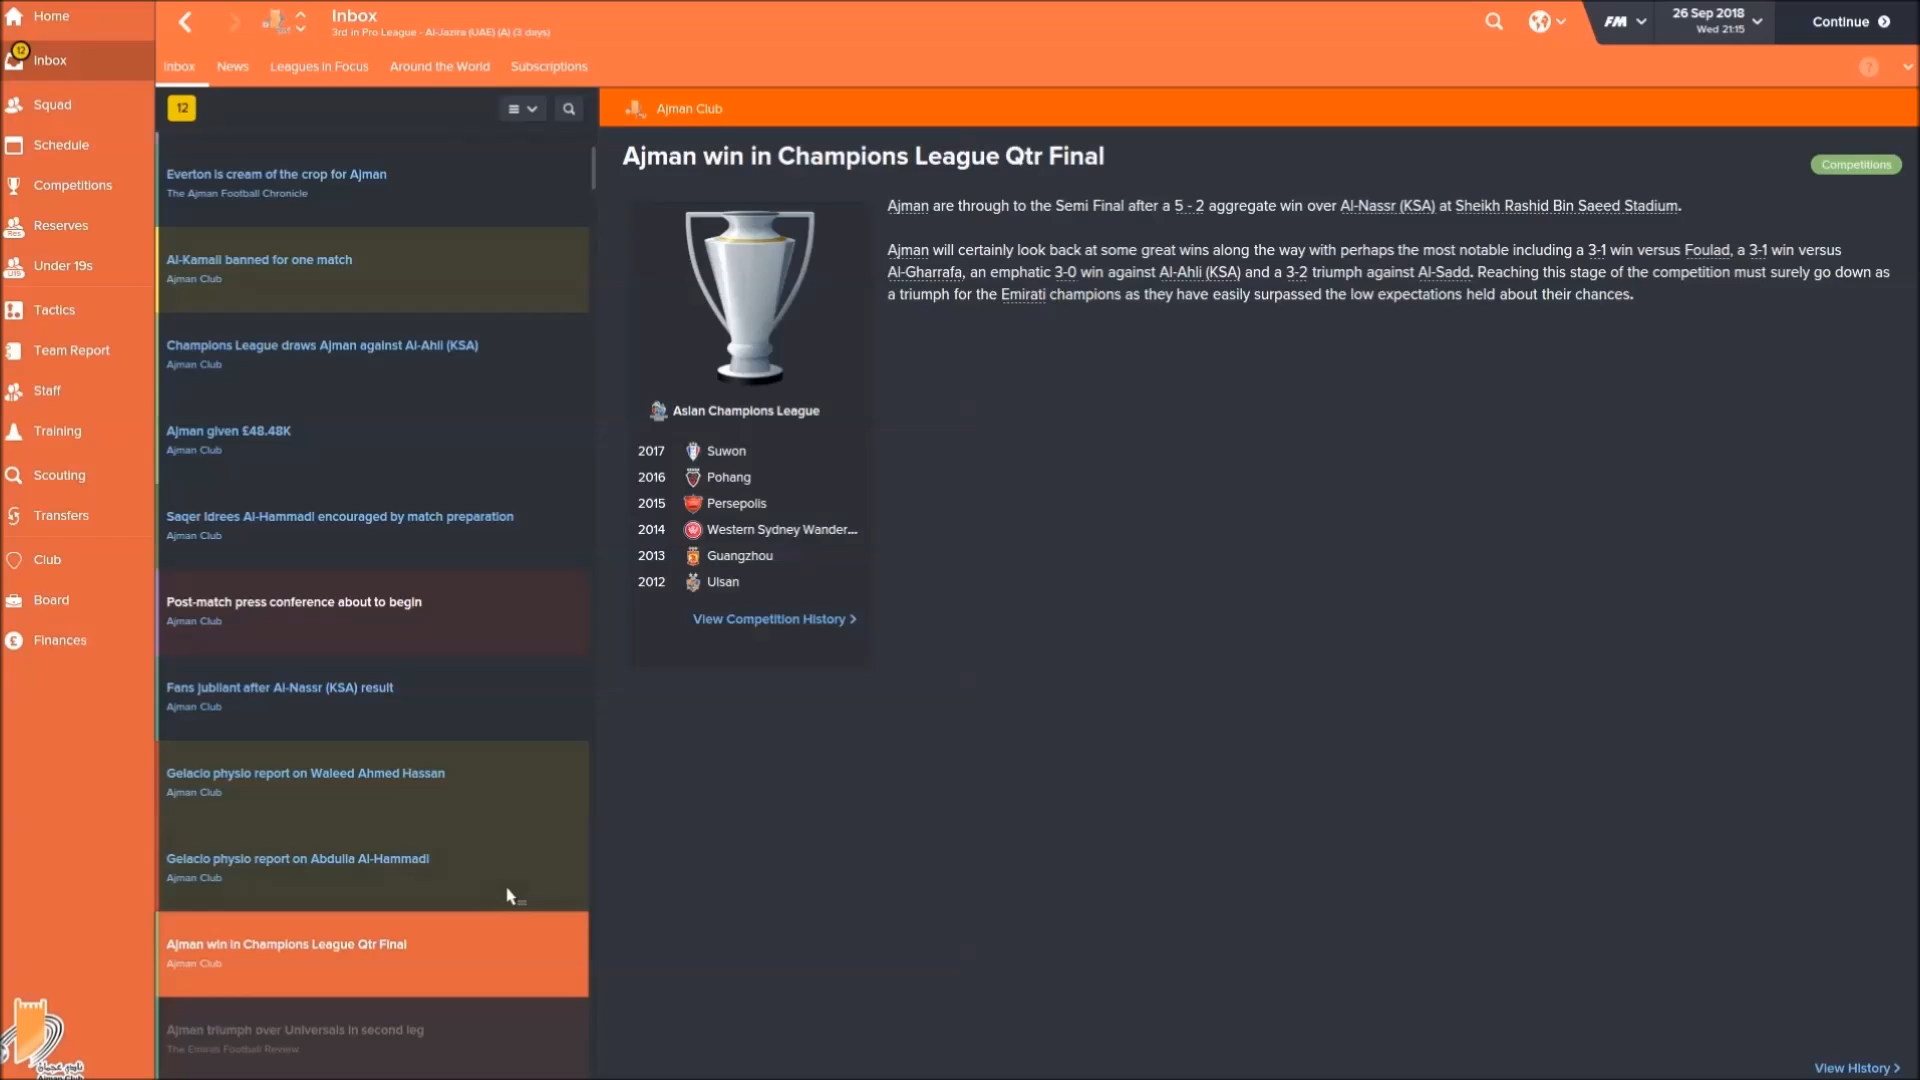 Home
12
Inbox
Squad
Schedule
Competitions
Reserves
Under 19s
Tactics
Team Report
Staff
Training
Scouting
Transfers
Club
Board
Finances
Inbox
3rd in Pro League - Al-Jazira (UAE) (A) (3 days)
FM
26 Sep 2018
Wed 21:15
Continue
Inbox
News
Leagues In Focus
Around the World
Subscriptions
?
12
Everton is cream of the crop for Ajman
The Ajman Football Chronicle
Al-Kamali banned for one match
Ajman Club
Champions League draws Ajman against Al-Ahli (KSA)
Ajman Club
Ajman given £48.48K
Ajman Club
Saqer Idrees Al-Hammadi encouraged by match preparation
Ajman Club
Post-match press conference about to begin
Ajman Club
Fans jubilant after Al-Nassr (KSA) result
Ajman Club
Gelacio physio report on Waleed Ahmed Hassan
Ajman Club
Gelacio physio report on Abdulla Al-Hammadi
Ajman Club
Ajman win in Champions League Qtr Final
Ajman Club
Ajman triumph over Universals in second leg
The Emirati Football Review
Ajman Club
Ajman win in Champions League Qtr Final
Competitions
Ajman are through to the Semi Final after a 5 - 2 aggregate win over Al-Nassr (KSA) at Sheikh Rashid Bin Saeed Stadium.
Ajman will certainly look back at some great wins along the way with perhaps the most notable including a 3-1 win versus Foulad, a 3-1 win versus
Al-Gharrafa, an emphatic 3-0 win against Al-Ahli (KSA) and a 3-2 triumph against Al-Sadd. Reaching this stage of the competition must surely go down as
a triumph for the Emirati champions as they have easily surpassed the low expectations held about their chances.
Asian Champions League
2017 Suwon
2016 Pohang
2015 Persepolis
2014 Western Sydney Wander...
2013 Guangzhou
2012 Ulsan
View Competition History >
View History >
نادي عجمان
Ajman Club